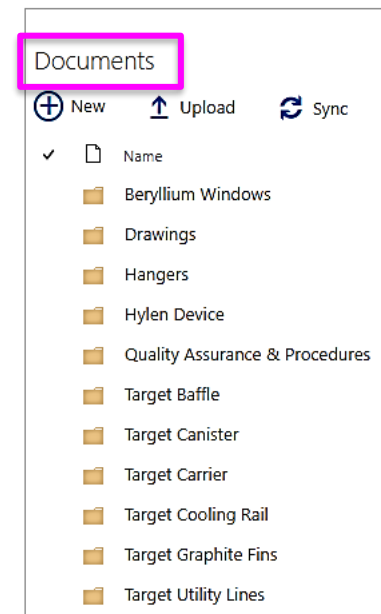 Documents
New Upload Sync
Name
Beryllium Windows
Drawings
Hangers
Hylen Device
Quality Assurance & Procedures
Target Baffle
Target Canister
Target Carrier
Target Cooling Rail
Target Graphite Fins
Target Utility Lines